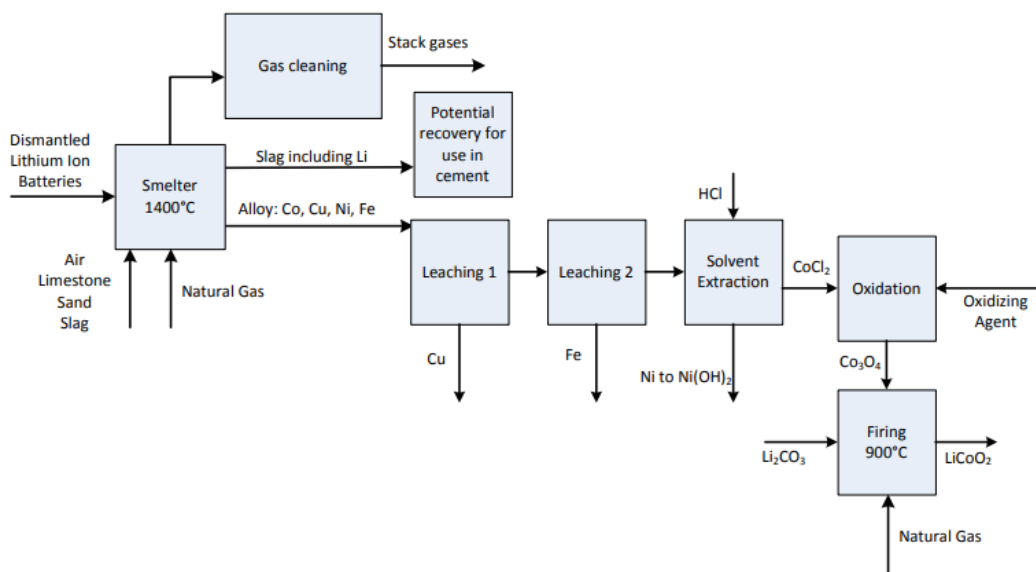 Stack gases
Gas cleaning
Potential
recovery for
use in
cement
Dismantled
Lithium Ion
Batteries
Slag including Li
Smelter
1400°C
Alloy: Co, Cu, Ni, Fe
HCl
Air
Limestone
Sand
Slag
Natural Gas
Leaching 1
Leaching 2
Solvent
Extraction
CoCl₂
Oxidation
Oxidizing
Agent
Cu
Fe
Ni to Ni(OH)₂
Co₃O₄
Li₂CO₃
Firing
900°C
LiCoO₂
Natural Gas